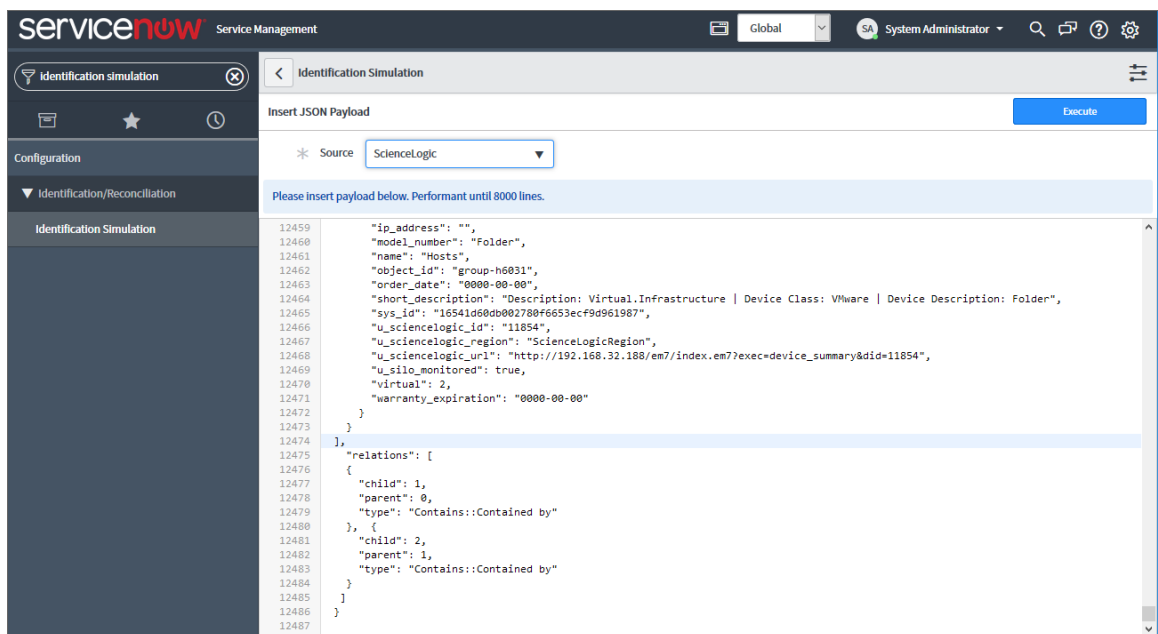 servicenow Service Management
Global
SA System Administrator
identification simulation
Identification Simulation
Insert JSON Payload
Execute
Configuration
Source ScienceLogic
Identification/Reconciliation
Please insert payload below. Performant until 8000 lines.
Identification Simulation
12459 "ip_address": "",
12460 "model_number": "Folder",
12461 "name": "Hosts",
12462 "object_id": "group-h6031",
12463 "order_date": "0000-00-00",
12464 "short_description": "Description: Virtual.Infrastructure | Device Class: VMware | Device Description: Folder",
12465 "sys_id": "16541d60db002780f6653ecf9d961987",
12466 "u_sciencelogic_id": "11854",
12467 "u_sciencelogic_region": "ScienceLogicRegion",
12468 "u_sciencelogic_url": "http://192.168.32.188/em7/index.em7?exec=device_summary&did=11854",
12469 "u_silo_monitored": true,
12470 "virtual": 2,
12471 "warranty_expiration": "0000-00-00"
12472 }
12473 }
12474 ],
12475 "relations": [
12476 {
12477 "child": 1,
12478 "parent": 0,
12479 "type": "Contains::Contained by"
12480 }, {
12481 "child": 2,
12482 "parent": 1,
12483 "type": "Contains::Contained by"
12484 }
12485 ]
12486 }
12487